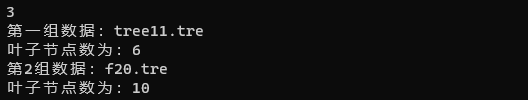 3
第一组数据: tree11.tre
叶子节点数为: 6
第2组数据: f20.tre
叶子节点数为: 10